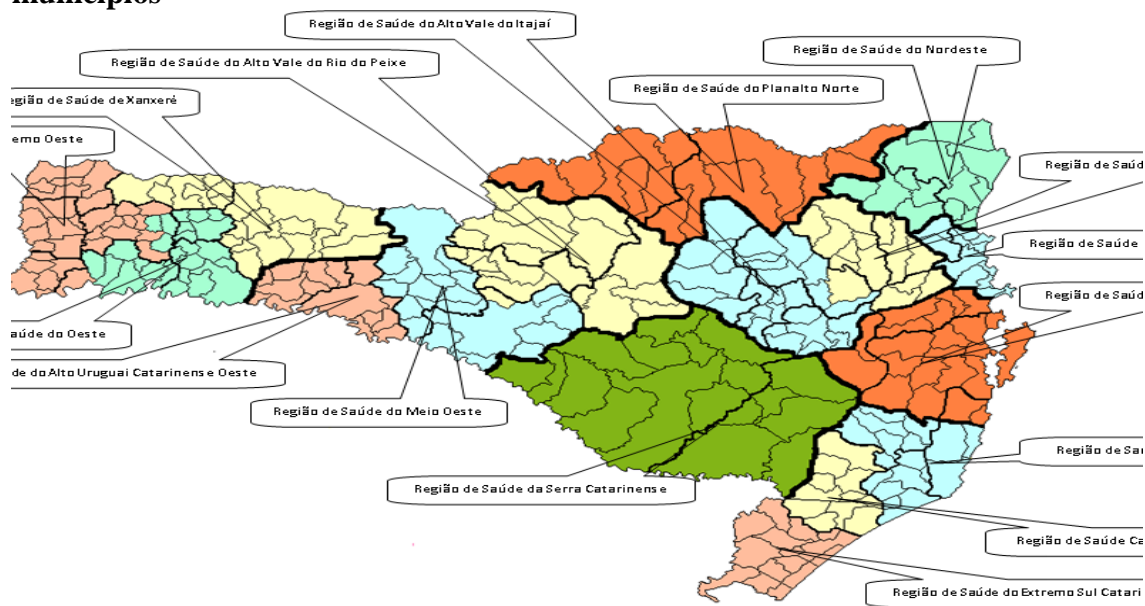 municípios
Região de Saúde do Alto Vale do Itajaí
Região de Saúde do Nordeste
Região de Saúde do Alto Vale do Rio do Peixe
Região de Saúde do Planalto Norte
egião de Saúde de Xanxerê
emo Oeste
Região de Saúd
Região de Saúde
Região de Saúd
aúde do Oeste
de do Alto Uruguai Catarinense Oeste
Região de Saúde do Meio Oeste
Região de Saú
Região de Saúde da Serra Catarinense
Região de Saúde Ca
Região de Saúde do Extremo Sul Catari